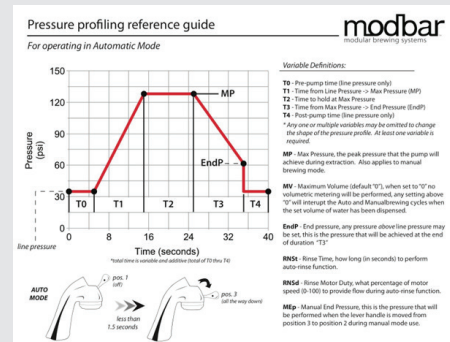 Pressure profiling reference guide
modbar
modular brewing systems
For operating in Automatic Mode
150
120
90
60
30
0
Pressure
(psi)
line pressure
MP
EndP
T0
T1
T2
T3
T4
0
8
16
24
32
40
Time (seconds)
*total time is variable and additive (total of T0 thru T4)
AUTO
MODE
pos. 1
(off)
less than
1.5 seconds
pos. 3
(all the way down)
Variable Definitions:
T0 - Pre-pump time (line pressure only)
T1 - Time from Line Pressure -> Max Pressure (MP)
T2 - Time to hold at Max Pressure
T3 - Time from Max Pressure -> End Pressure (EndP)
T4 - Post-pump time (line pressure only)
* Any one or multiple variables may be omitted to change
the shape of the pressure profile. At least one variable is
required.
MP - Max Pressure, the peak pressure that the pump will
achieve during extraction. Also applies to manual
brewing mode.
MV - Maximum Volume (default "0"), when set to "0" no
volumetric metering will be performed, any setting above
"0" will interupt the Auto and Manualbrewing cycles when
the set volume of water has been dispensed.
EndP - End pressure, any pressure above line pressure may
be set, this is the pressure that will be achieved at the end
of duration "T3"
RNSt - Rinse Time, how long (in seconds) to perform
auto-rinse function.
RNSd - Rinse Motor Duty, what percentage of motor
speed (0-100) to provide flow during auto-rinse function.
MEp - Manual End Pressure, this is the pressure that will
be performed when the lever handle is moved from
position 3 to position 2 during manual mode use.